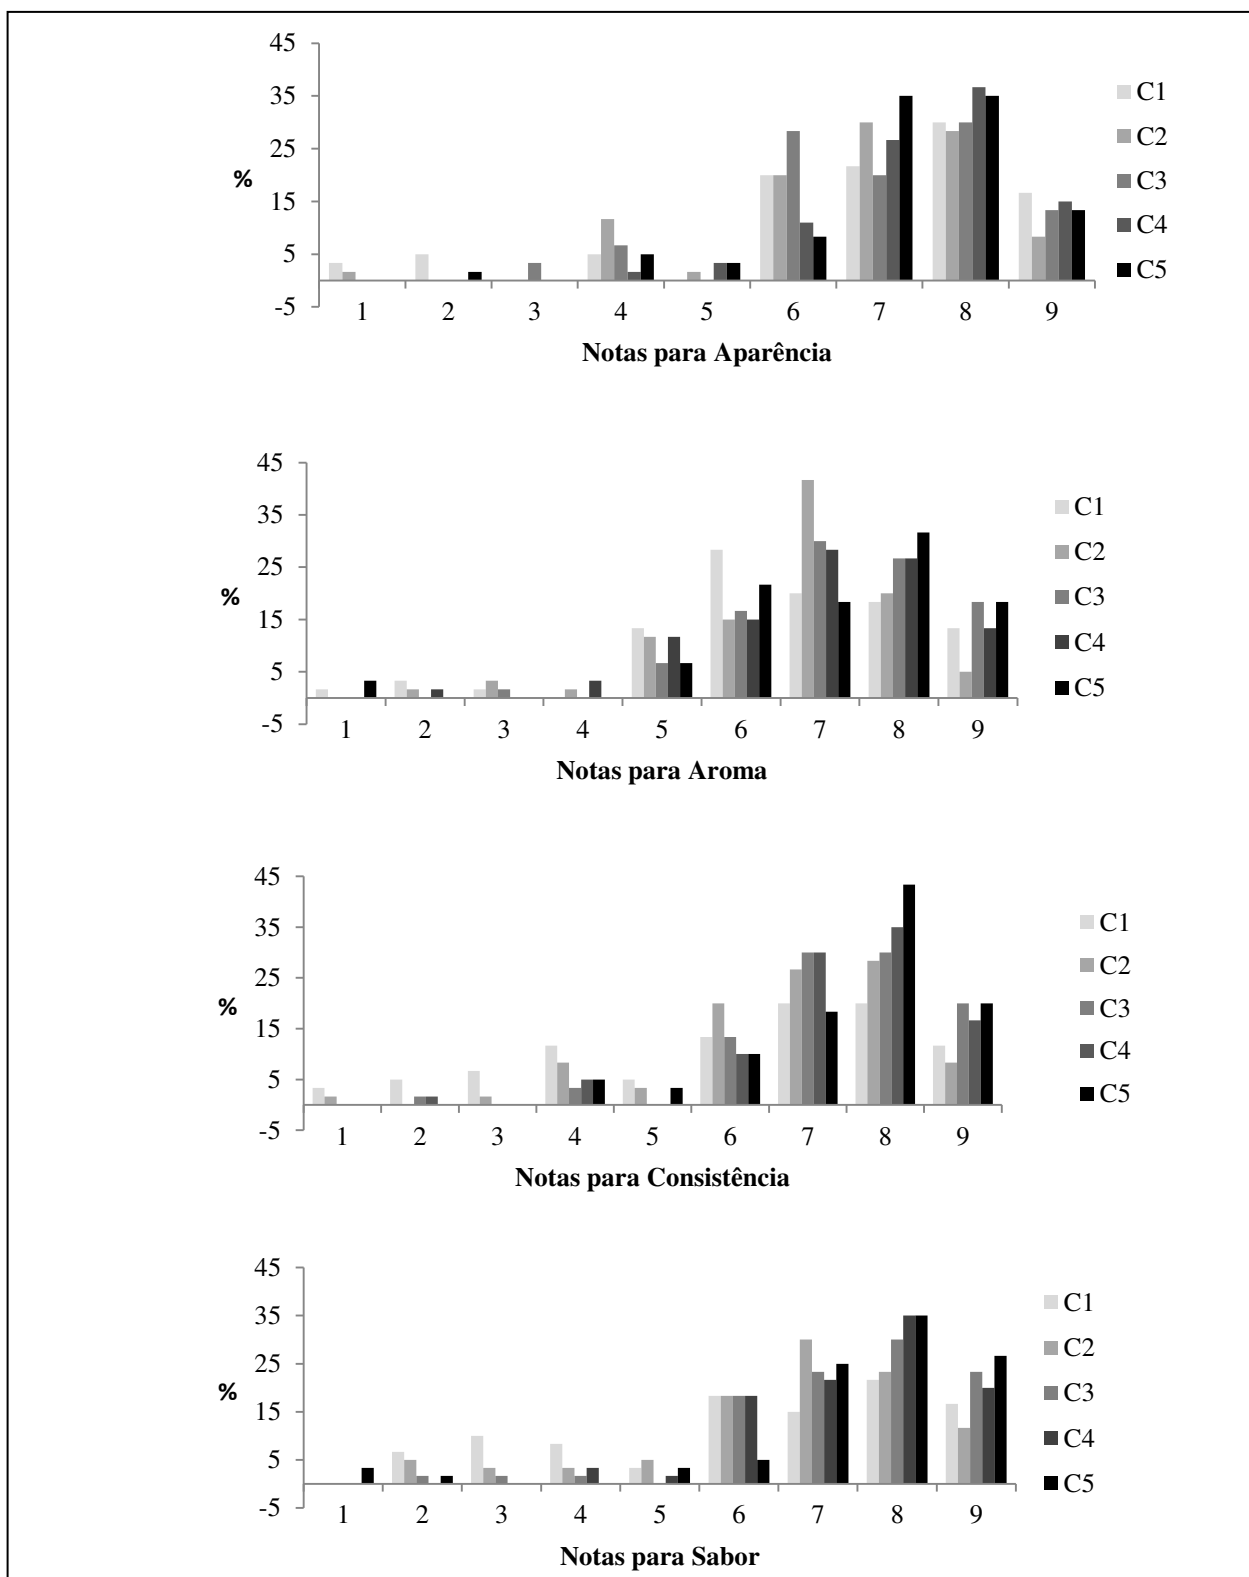 45
35
25
15
5
-5
%
1 2 3 4 5 6 7 8 9
Notas para Aparência
C1
C2
C3
C4
C5
45
35
25
15
5
-5
%
1 2 3 4 5 6 7 8 9
Notas para Aroma
C1
C2
C3
C4
C5
45
35
25
15
5
-5
%
1 2 3 4 5 6 7 8 9
Notas para Consistência
C1
C2
C3
C4
C5
45
35
25
15
5
-5
%
1 2 3 4 5 6 7 8 9
Notas para Sabor
C1
C2
C3
C4
C5